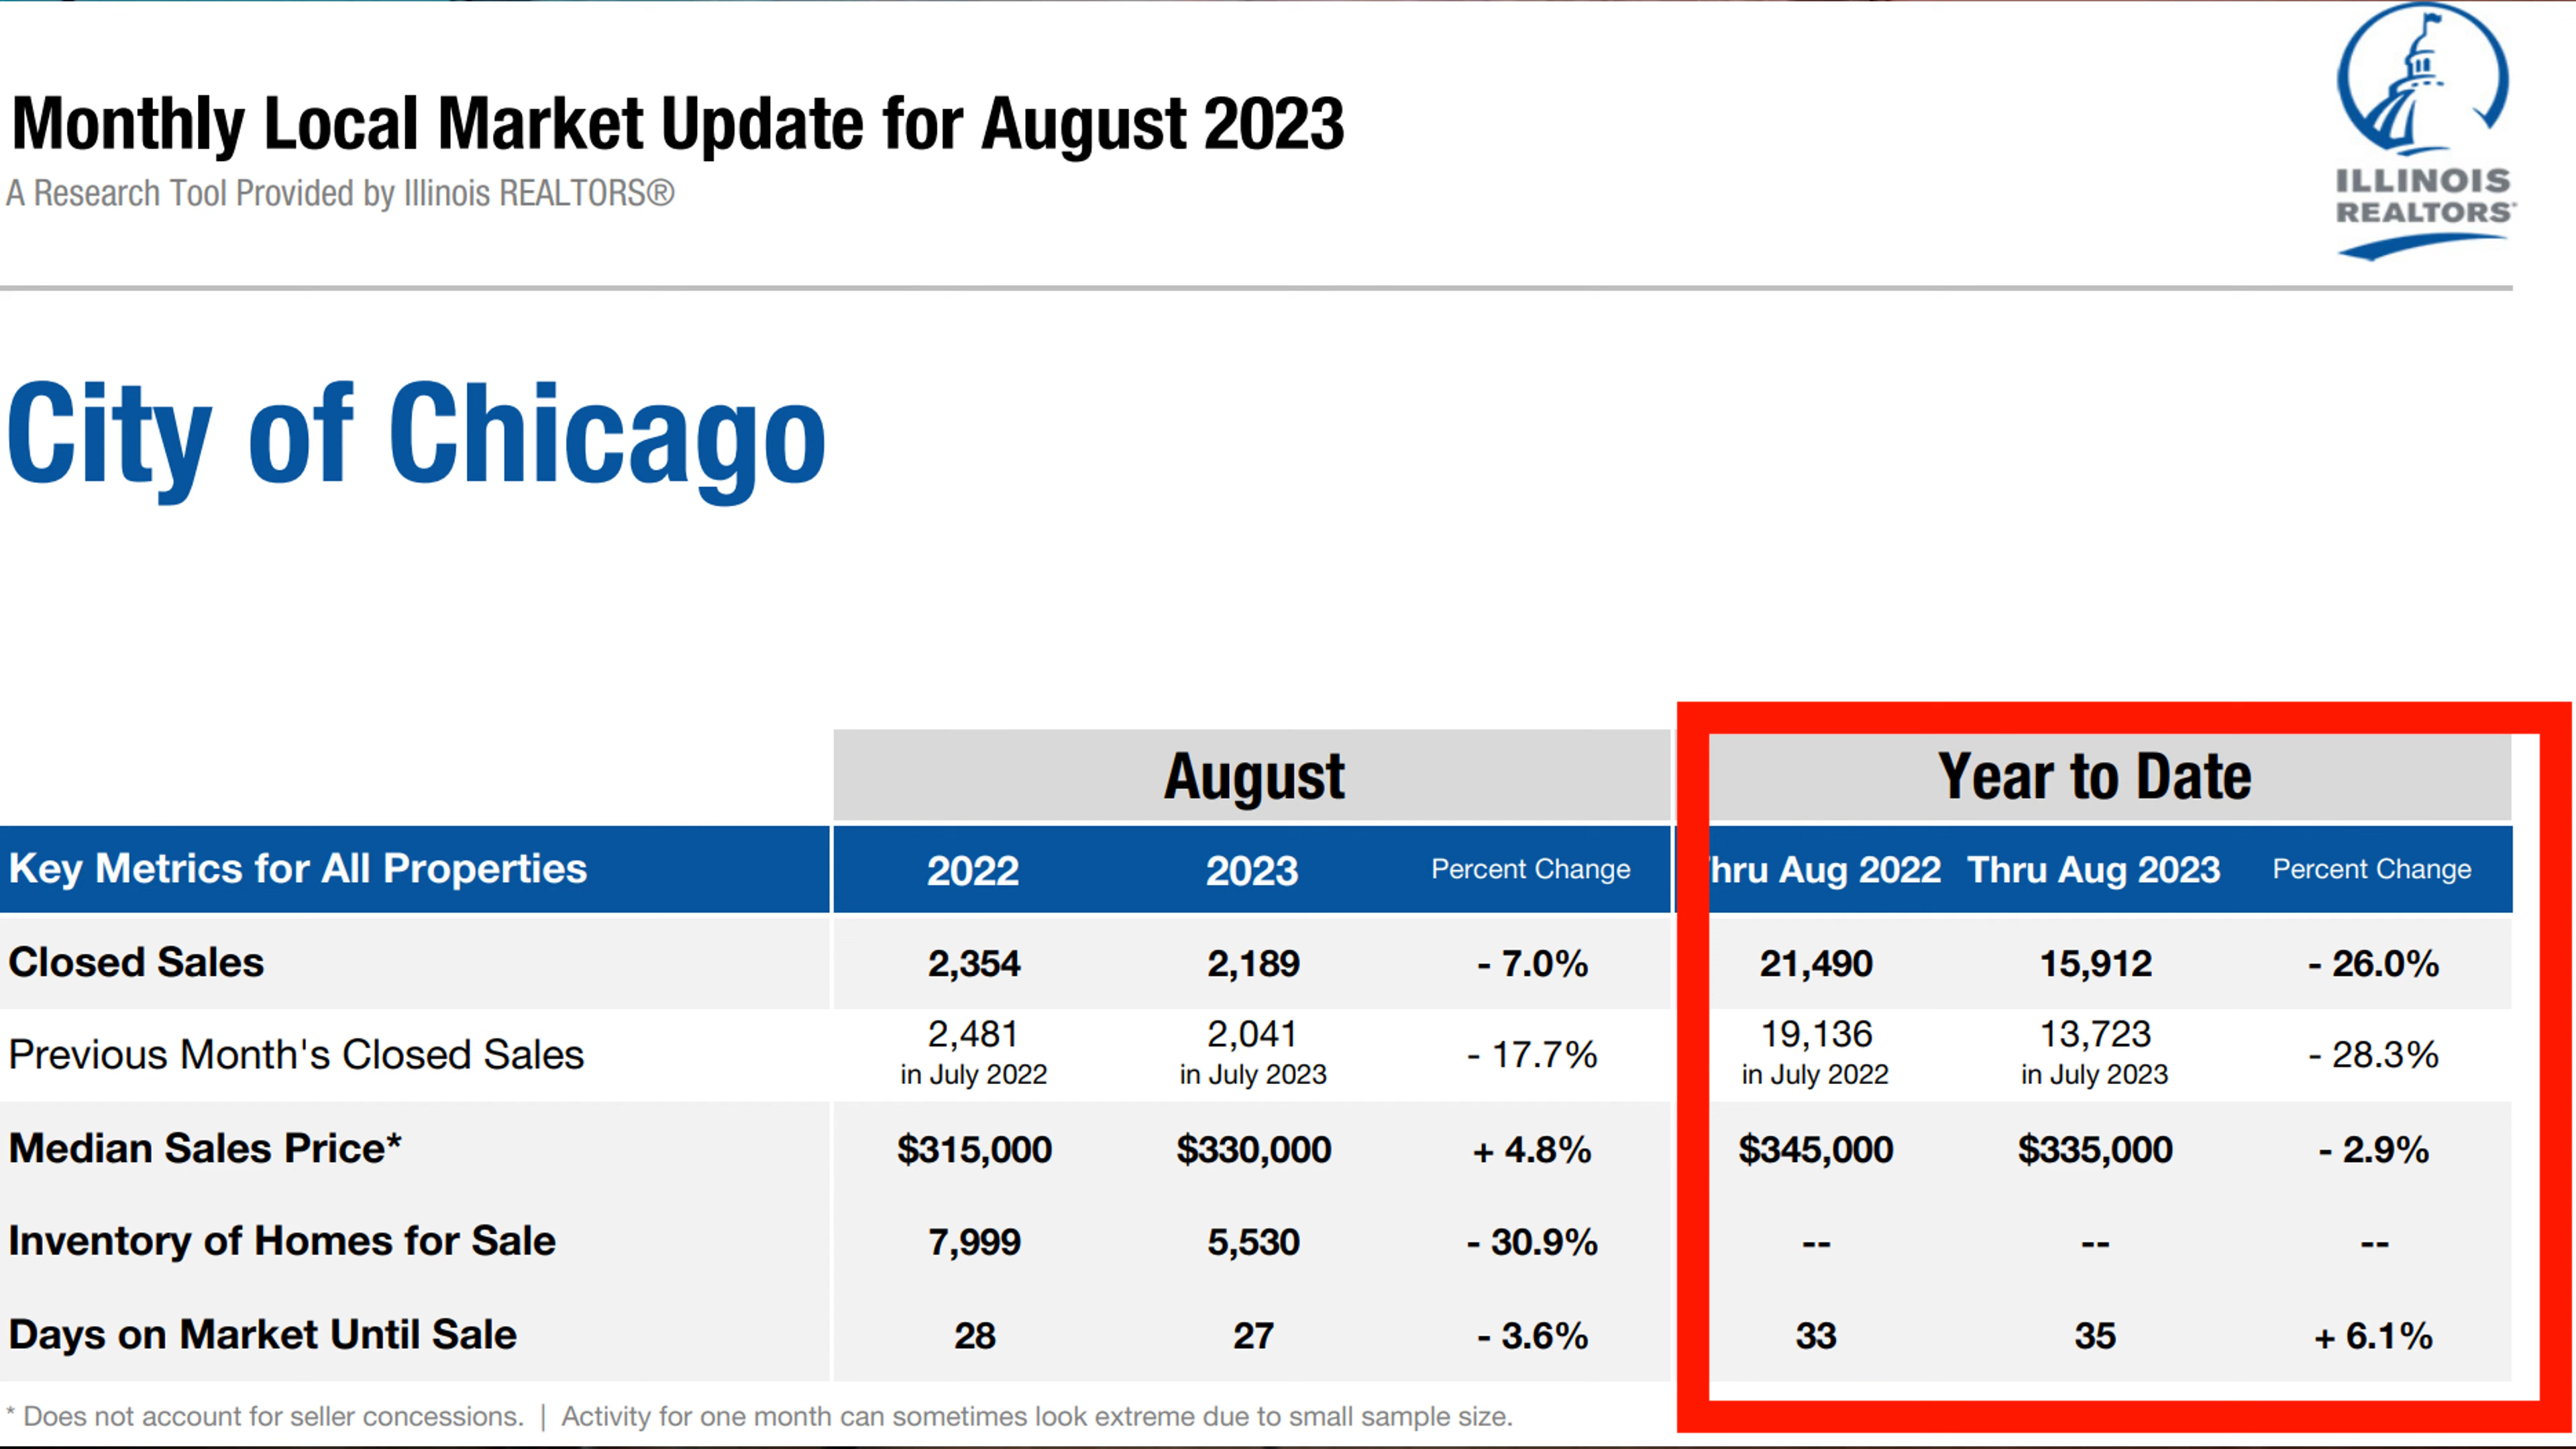 Monthly Local Market Update for August 2023
A Research Tool Provided by Illinois REALTORS®
ILLINOIS
REALTORS®
City of Chicago
August Year to Date
Key Metrics for All Properties 2022 2023 Percent Change hru Aug 2022 Thru Aug 2023 Percent Change
Closed Sales 2,354 2,189 - 7.0% 21,490 15,912 - 26.0%
Previous Month's Closed Sales 2,481 2,041 - 17.7% 19,136 13,723 - 28.3%
in July 2022 in July 2023 in July 2022 in July 2023
Median Sales Price* $315,000 $330,000 + 4.8% $345,000 $335,000 - 2.9%
Inventory of Homes for Sale 7,999 5,530 - 30.9% -- -- --
Days on Market Until Sale 28 27 - 3.6% 33 35 + 6.1%
* Does not account for seller concessions. | Activity for one month can sometimes look extreme due to small sample size.